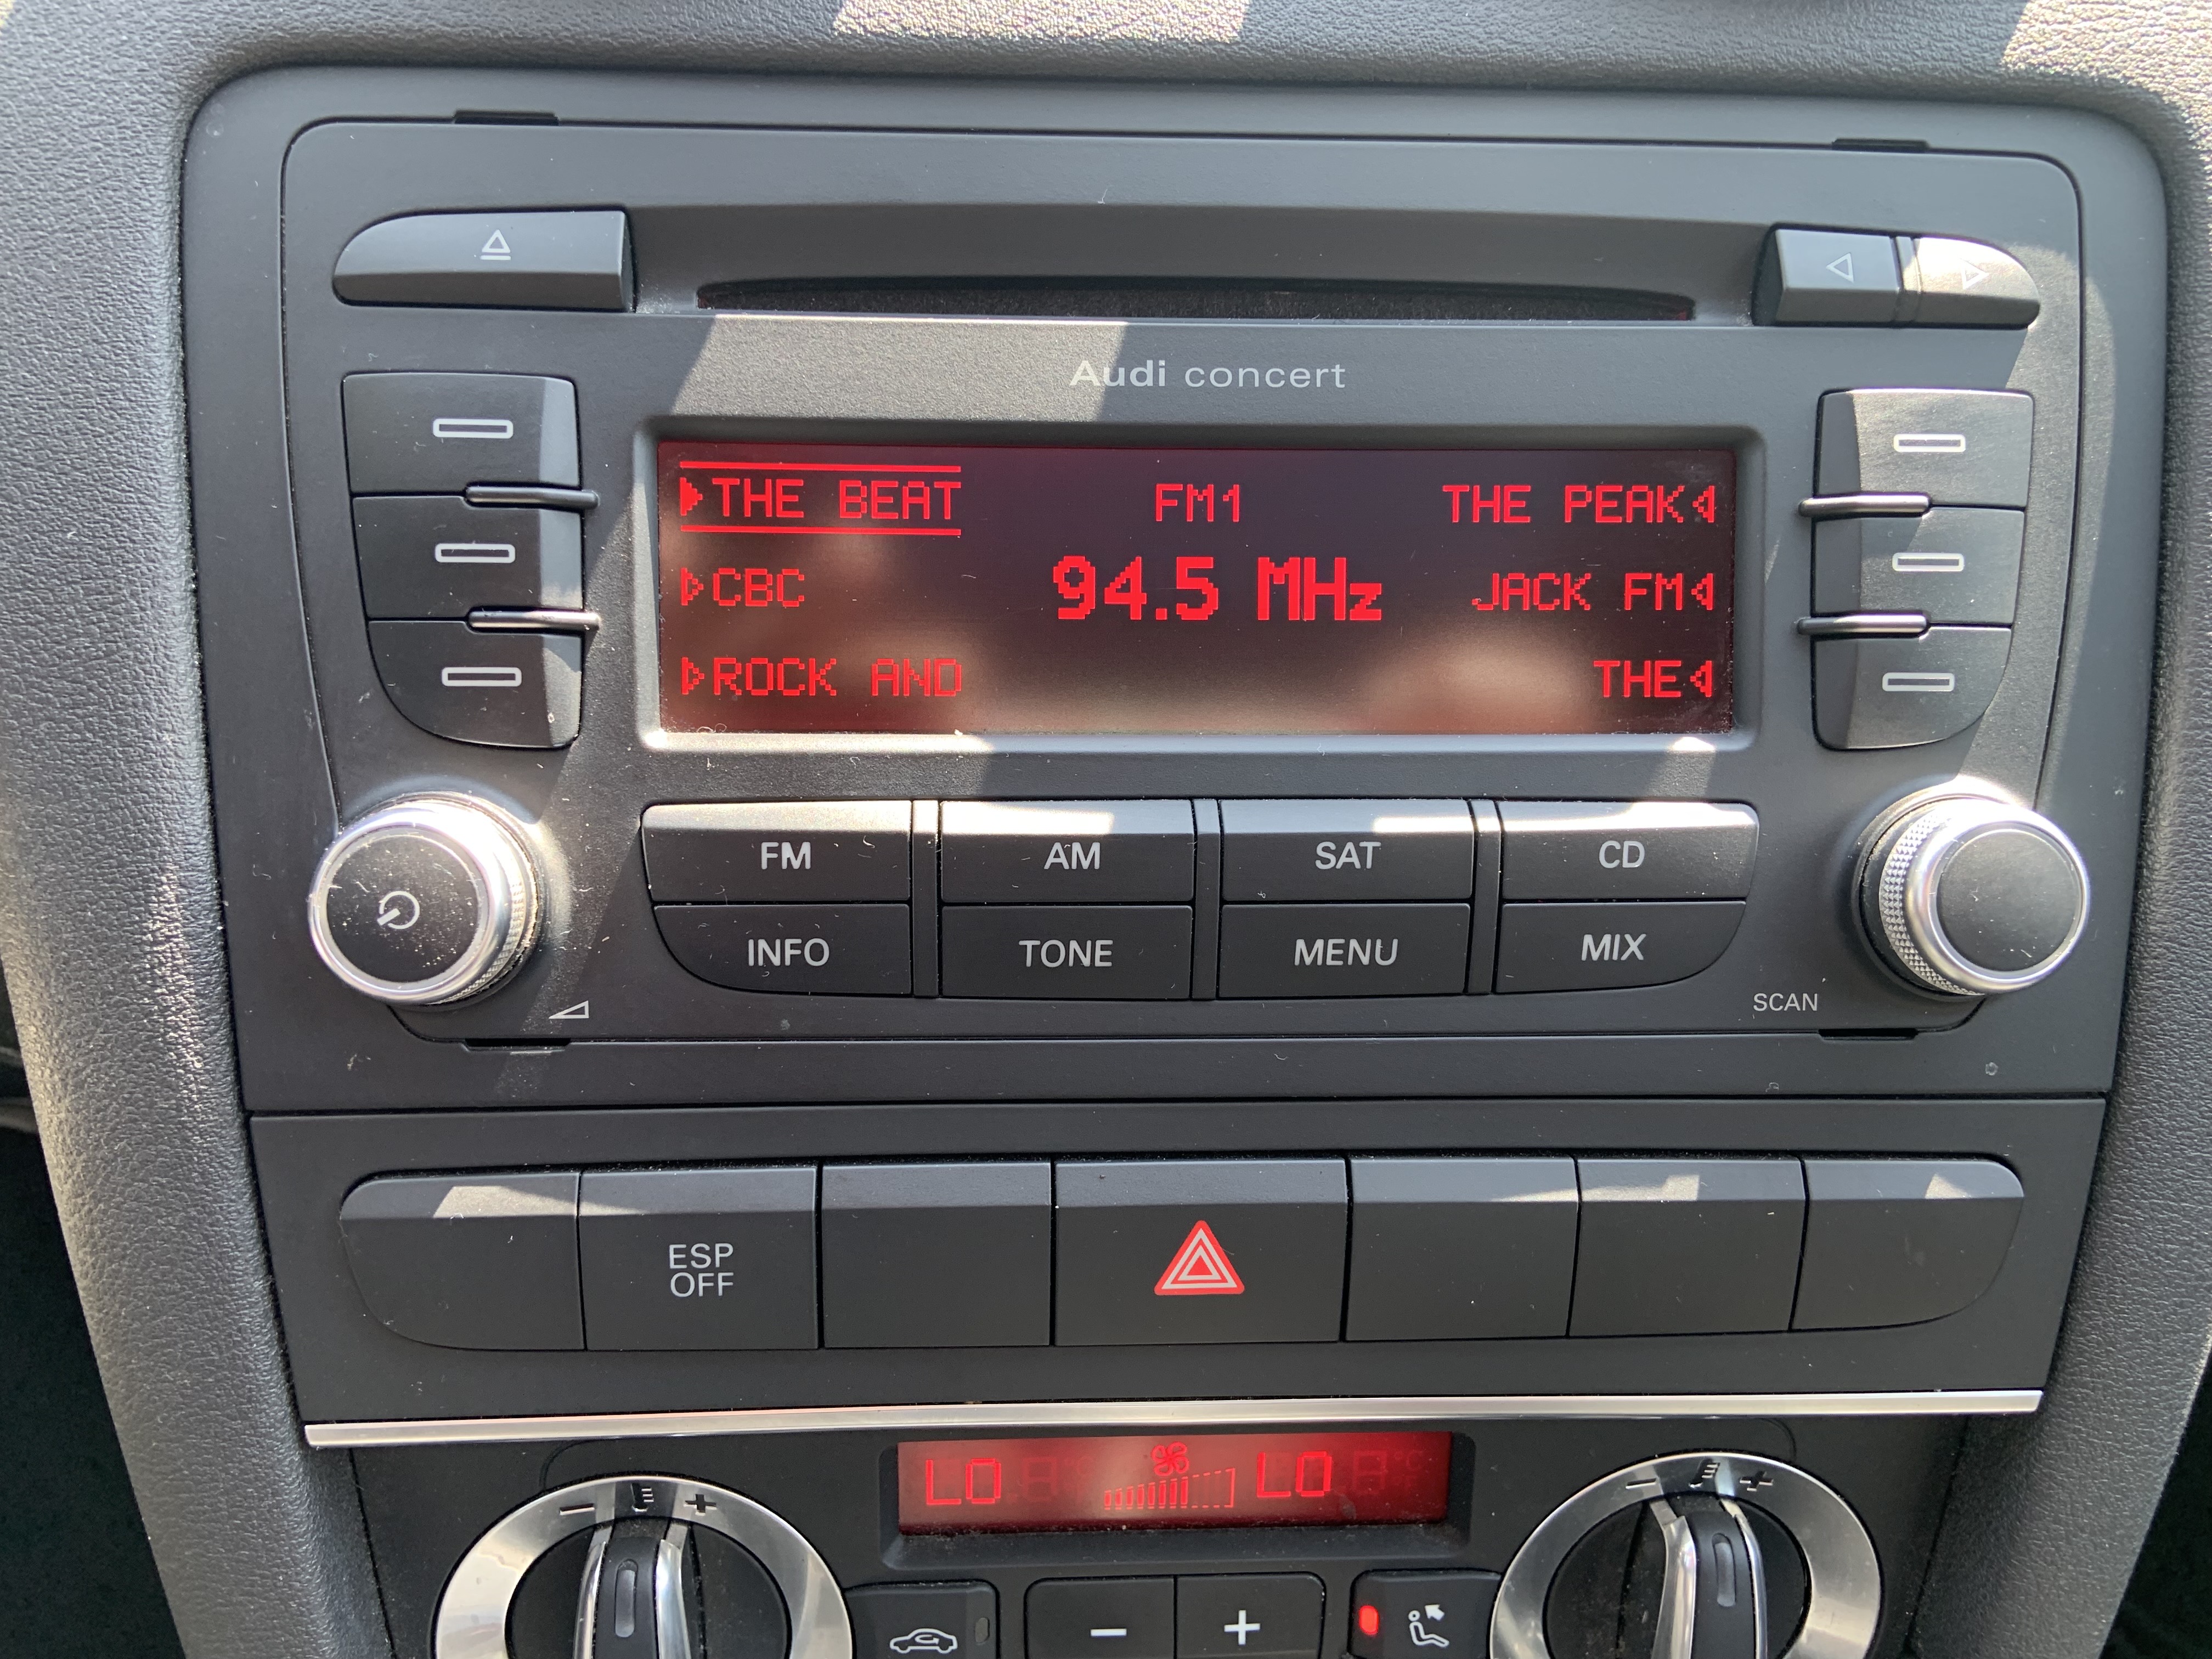 Audi concert
THE BEAT FM1 THE PEAK
CBC 94.5 MHz JACK FM
ROCK AND THE
FM AM SAT CD
INFO TONE MENU MIX
SCAN
ESP
OFF
LO LO
- + - +
- +